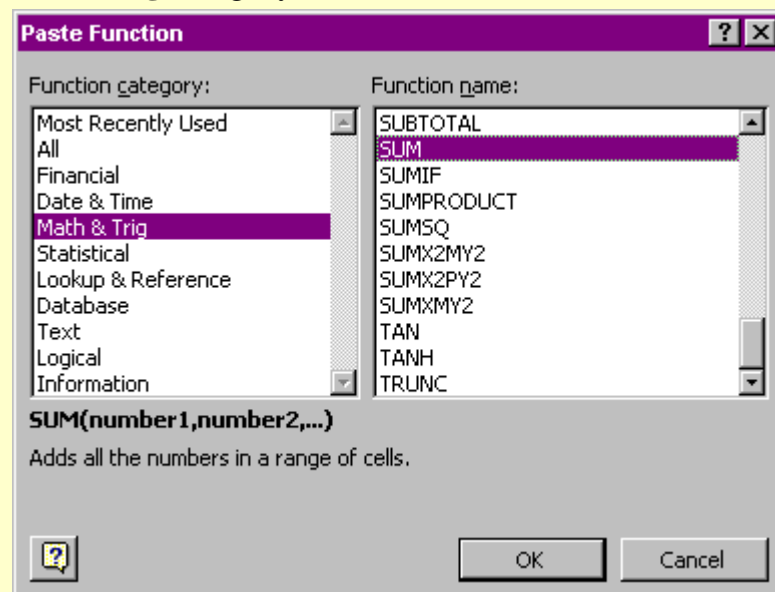 Paste Function
Function category:
Most Recently Used
All
Financial
Date & Time
Math & Trig
Statistical
Lookup & Reference
Database
Text
Logical
Information
Function name:
SUBTOTAL
SUM
SUMIF
SUMPRODUCT
SUMSQ
SUMX2MY2
SUMX2PY2
SUMXMY2
TAN
TANH
TRUNC
SUM(number1,number2,...)
Adds all the numbers in a range of cells.
OK
Cancel